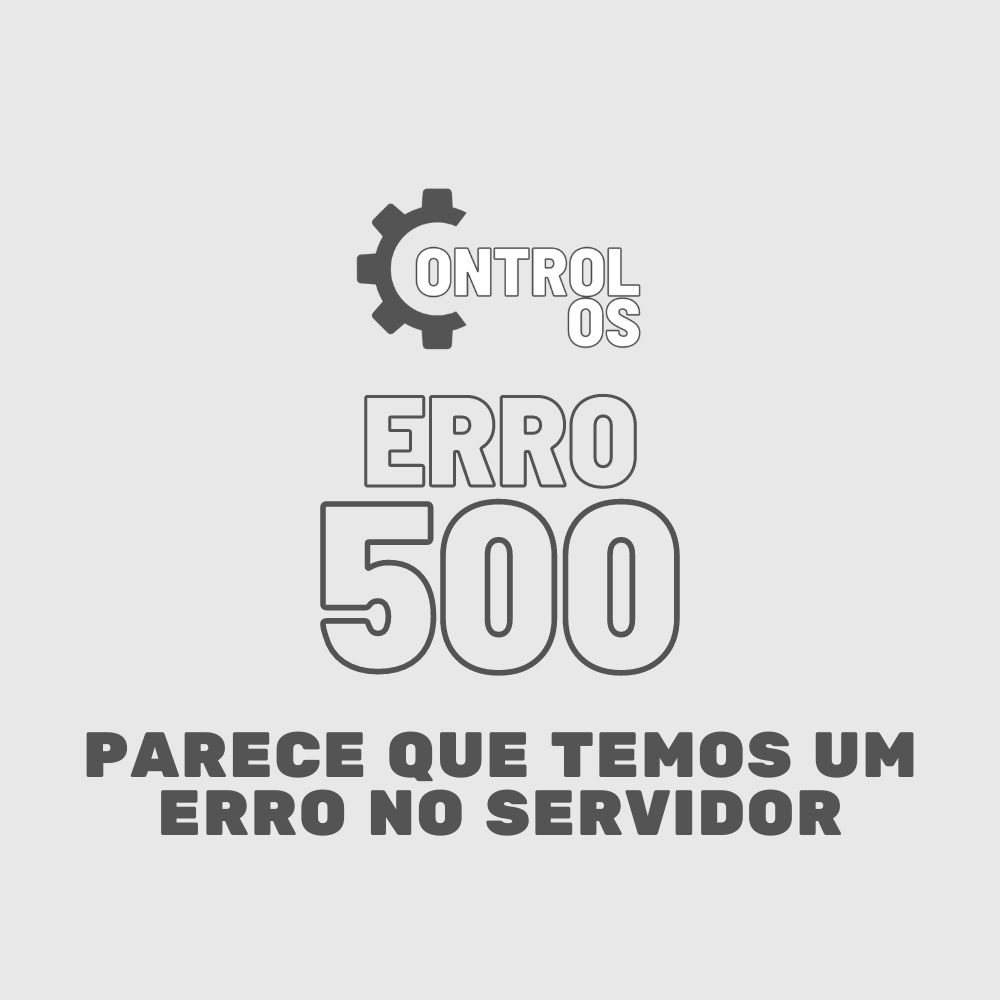 CONTROL
OS
ERRO
500
PARECE QUE TEMOS UM
ERRO NO SERVIDOR